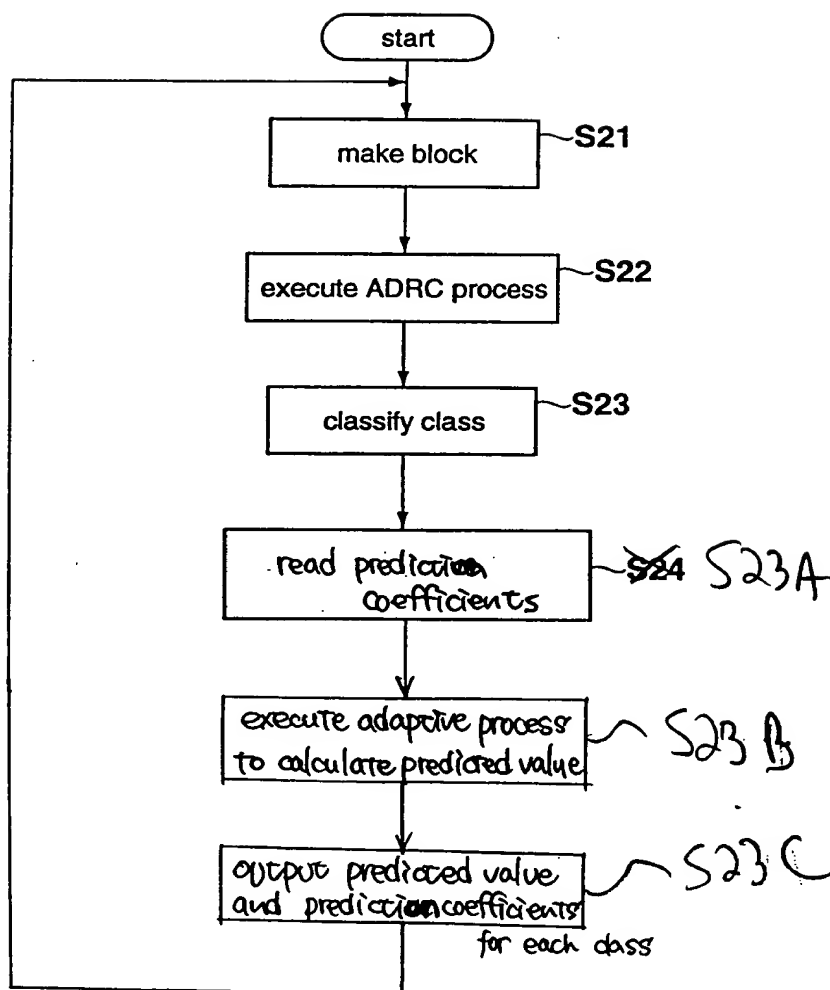 start
make block
S21
execute ADRC process
S22
classify class
S23
read prediction
coefficients
S24 S23A
execute adaptive process
to calculate predicted value
S23B
output predicted value
and prediction coefficients
for each class
S23C